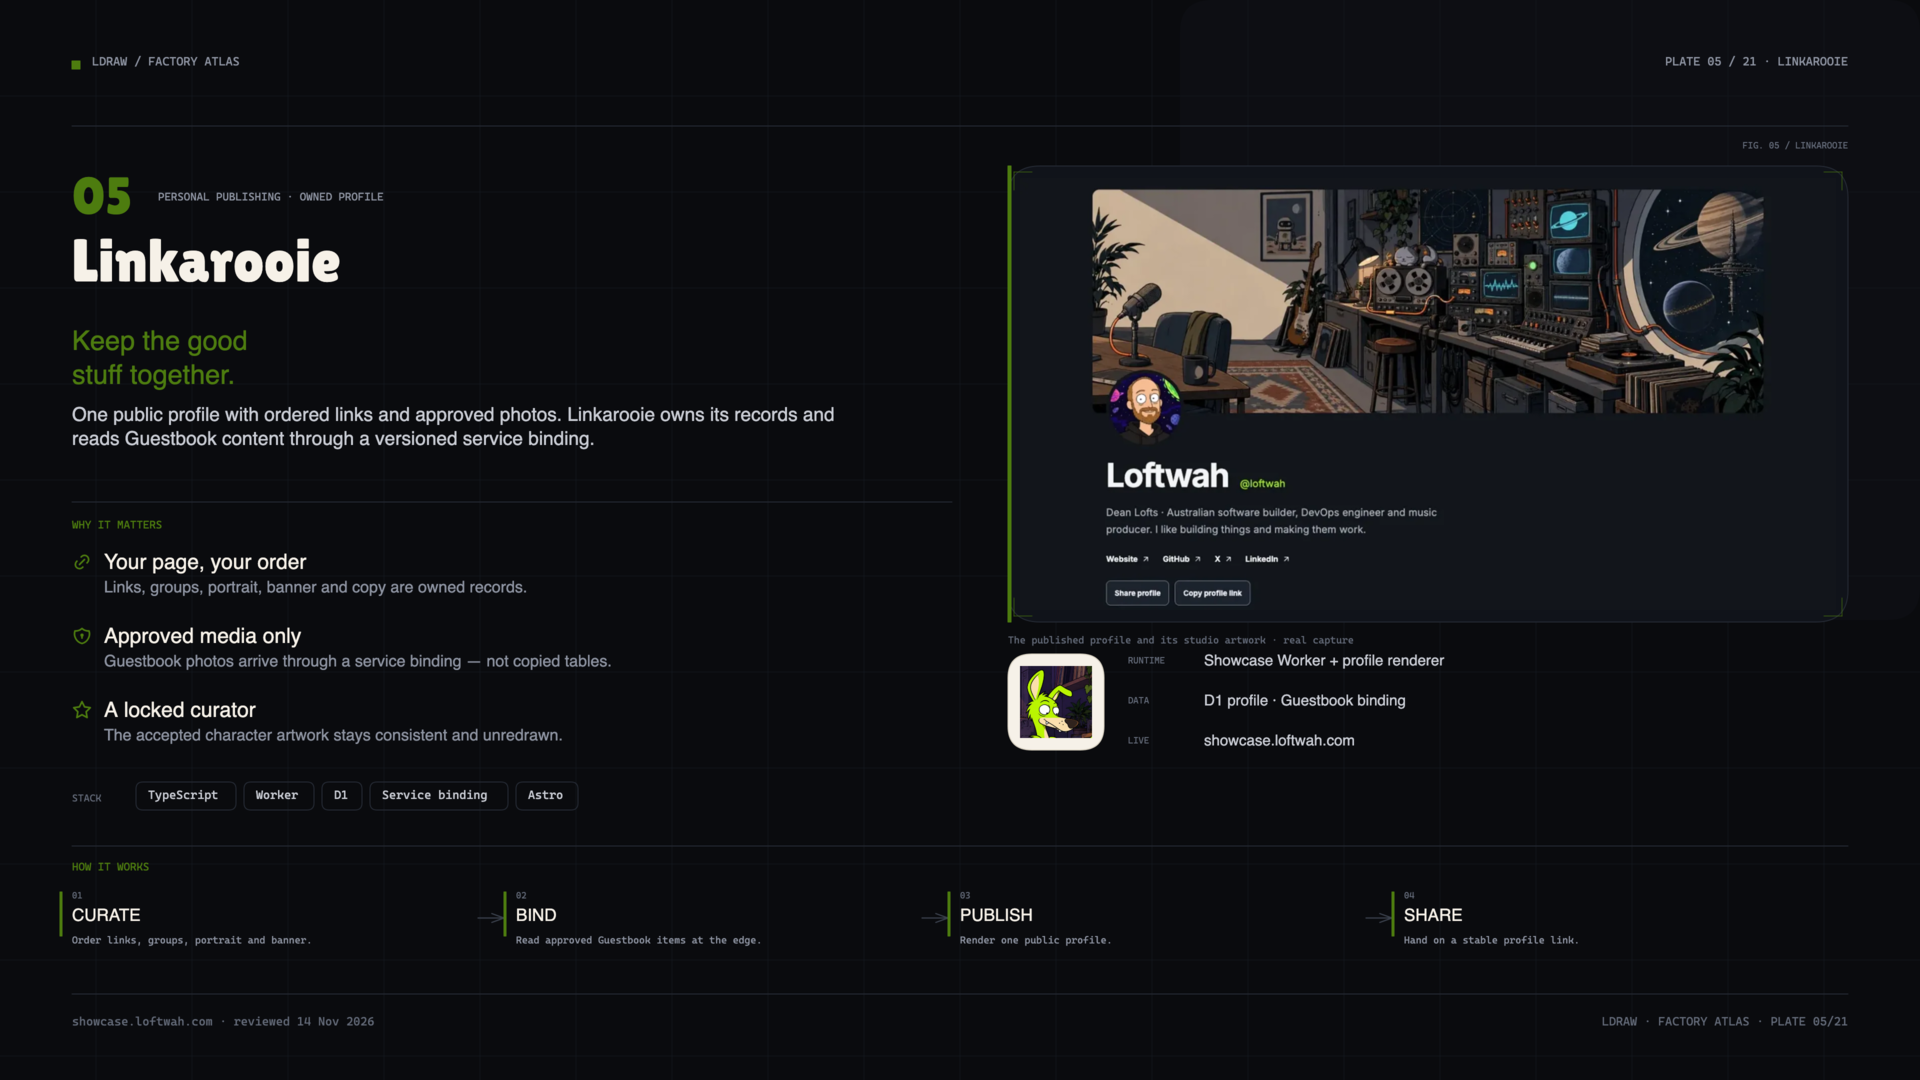 LDRAW / FACTORY ATLAS
PLATE 05 / 21 · LINKAROOIE
FIG. 05 / LINKAROOIE
05
PERSONAL PUBLISHING · OWNED PROFILE
Linkarooie
Keep the good
stuff together.
One public profile with ordered links and approved photos. Linkarooie owns its records and
reads Guestbook content through a versioned service binding.
WHY IT MATTERS
Your page, your order
Links, groups, portrait, banner and copy are owned records.
Approved media only
Guestbook photos arrive through a service binding — not copied tables.
A locked curator
The accepted character artwork stays consistent and unredrawn.
STACK
TypeScript
Worker
D1
Service binding
Astro
Loftwah @loftwah
Dean Lofts · Australian software builder, DevOps engineer and music
producer. I like building things and making them work.
Website ↗ GitHub ↗ X ↗ LinkedIn ↗
Share profile
Copy profile link
The published profile and its studio artwork · real capture
RUNTIME Showcase Worker + profile renderer
DATA D1 profile · Guestbook binding
LIVE showcase.loftwah.com
HOW IT WORKS
01
CURATE
Order links, groups, portrait and banner.
02
BIND
Read approved Guestbook items at the edge.
03
PUBLISH
Render one public profile.
04
SHARE
Hand on a stable profile link.
showcase.loftwah.com · reviewed 14 Nov 2026
LDRAW · FACTORY ATLAS · PLATE 05/21